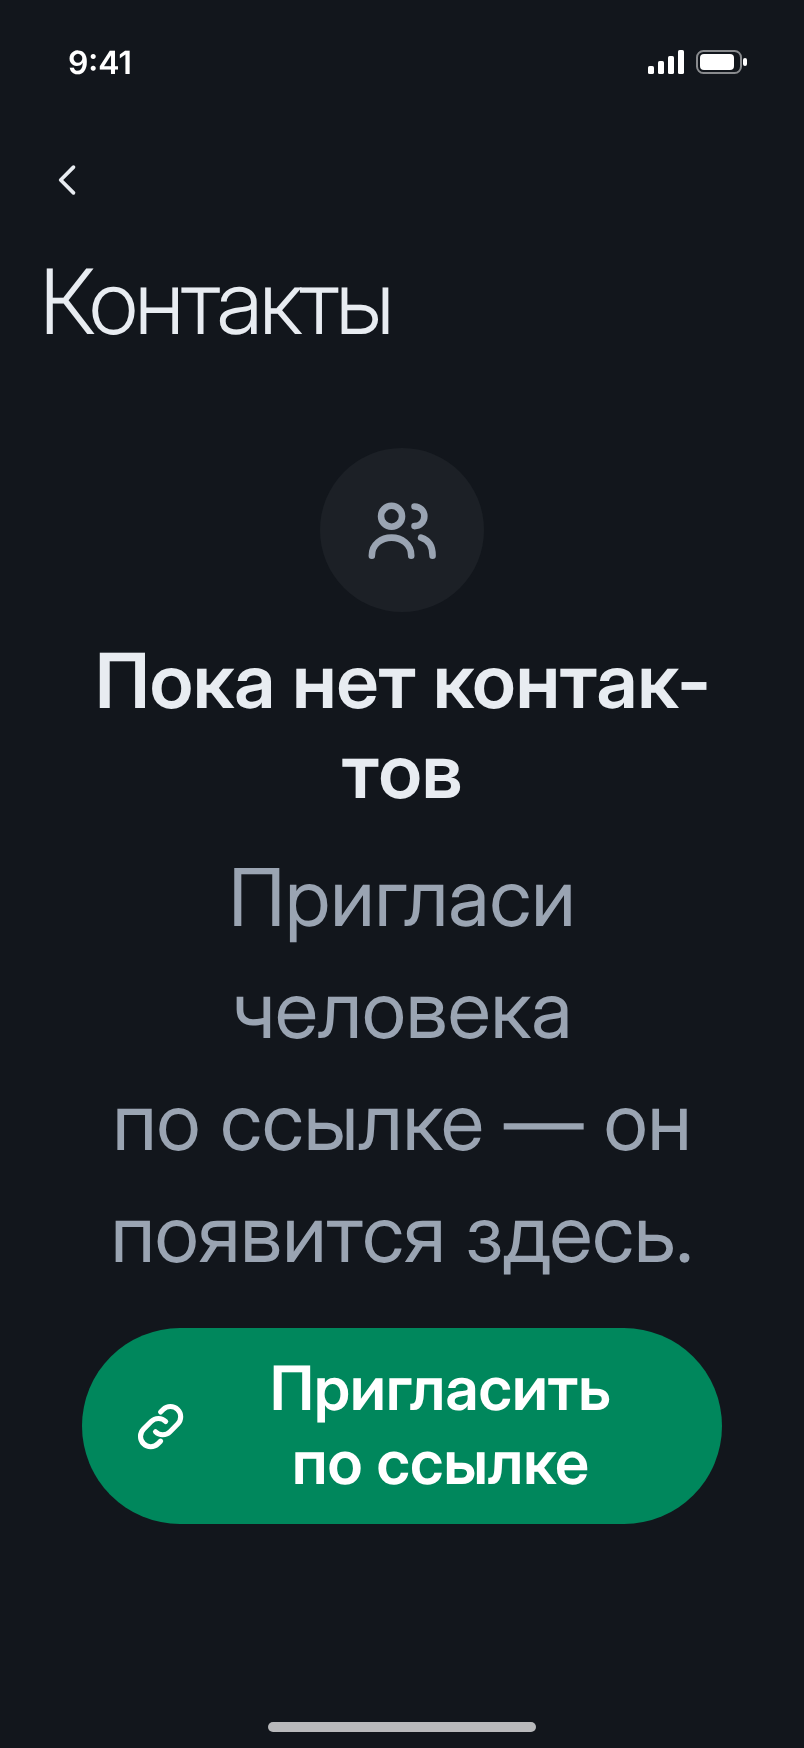 9:41
Контакты
Пока нет контак-
тов
Пригласи
человека
по ссылке — он
появится здесь.
Пригласить
по ссылке